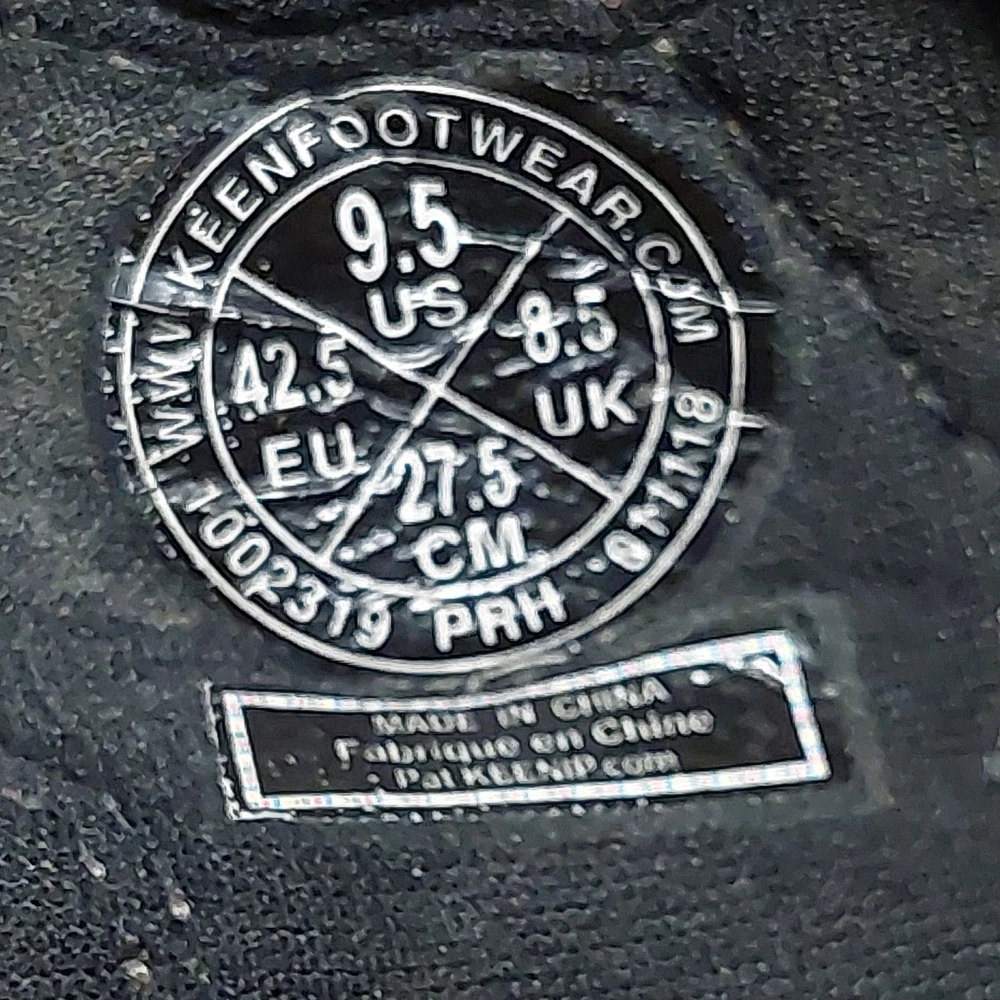 WWW.KEENFOOTWEAR.COM
9.5
US
8.5
UK
42.5
EU
27.5
CM
1002319 PRH 011118
MADE IN CHINA
Fabriqué en Chine
Pat.KEENIP.com